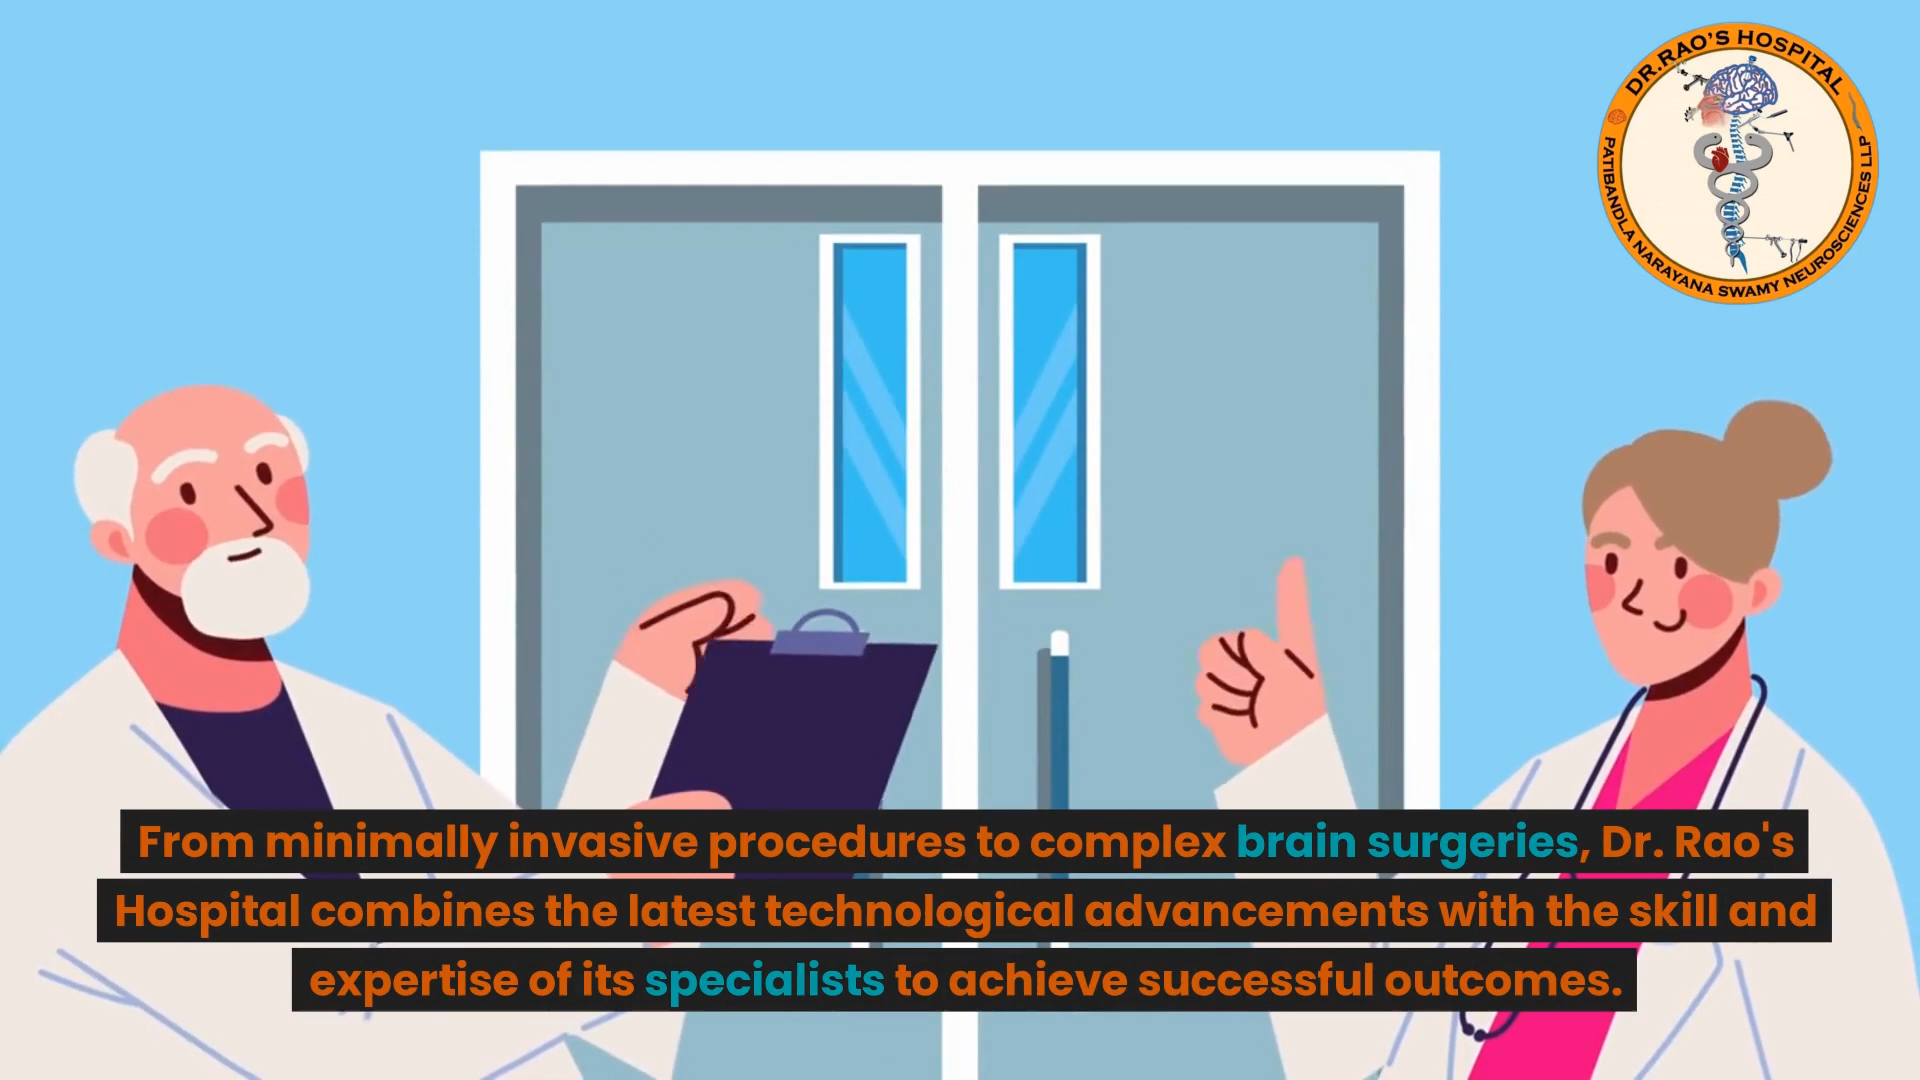 DR.RAO'S HOSPITAL
PATIBANDLA NARAYANA SWAMY NEUROSCIENCES LLP
From minimally invasive procedures to complex brain surgeries, Dr. Rao's
Hospital combines the latest technological advancements with the skill and
expertise of its specialists to achieve successful outcomes.